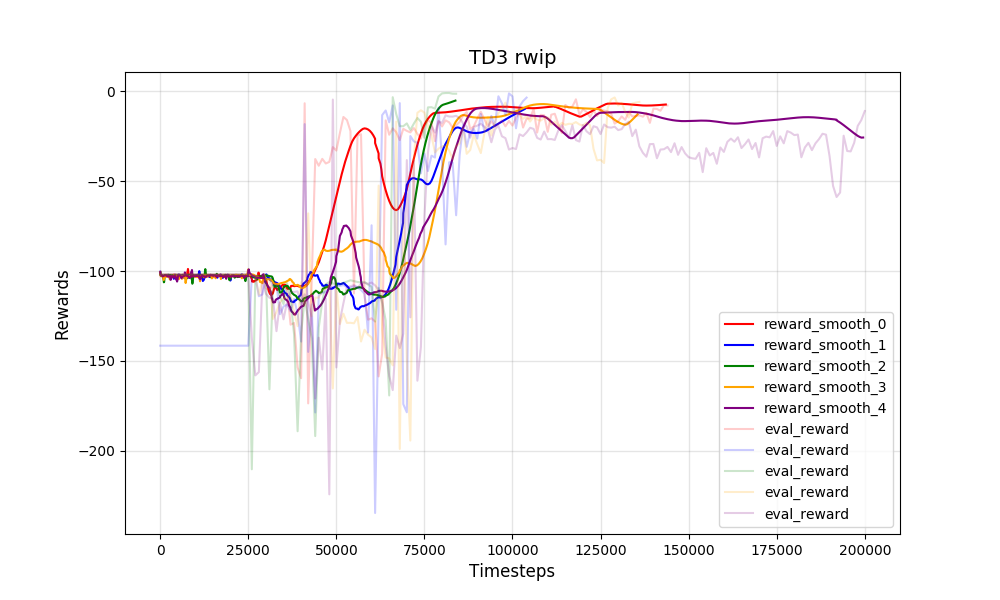 TD3 rwip
Rewards
0
−50
−100
−150
−200
reward_smooth_0
reward_smooth_1
reward_smooth_2
reward_smooth_3
reward_smooth_4
eval_reward
eval_reward
eval_reward
eval_reward
eval_reward
0 25000 50000 75000 100000 125000 150000 175000 200000
Timesteps